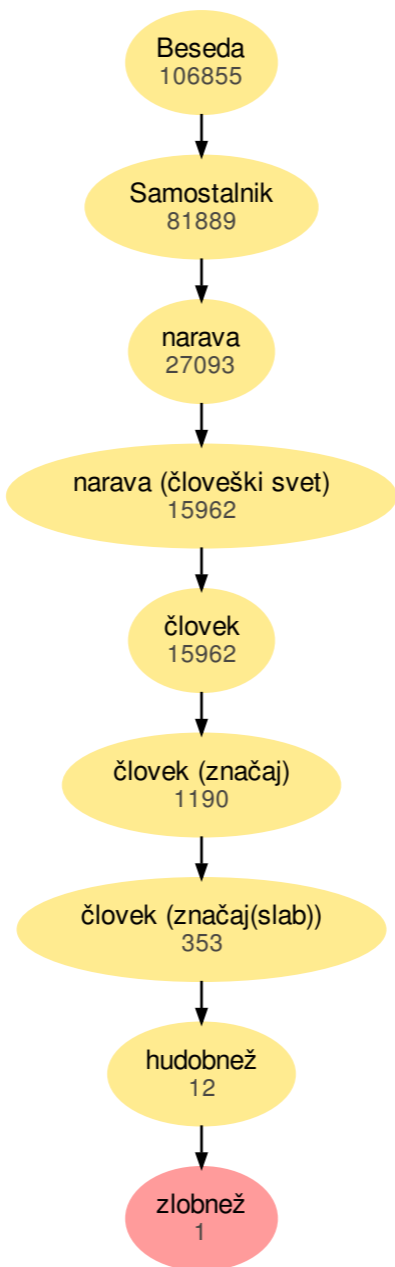 Beseda
106855
Samostalnik
81889
narava
27093
narava (človeški svet)
15962
človek
15962
človek (značaj)
1190
človek (značaj(slab))
353
hudobnež
12
zlobnež
1